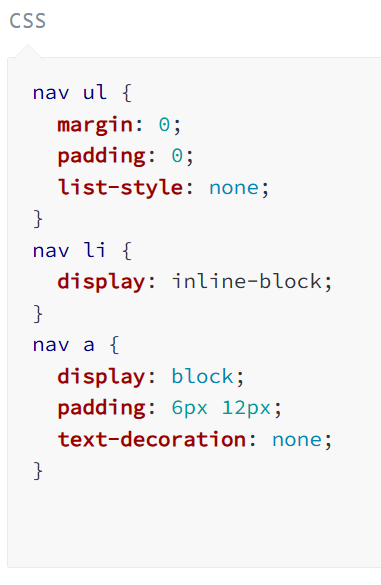 CSS
nav ul {
  margin: 0;
  padding: 0;
  list-style: none;
}
nav li {
  display: inline-block;
}
nav a {
  display: block;
  padding: 6px 12px;
  text-decoration: none;
}